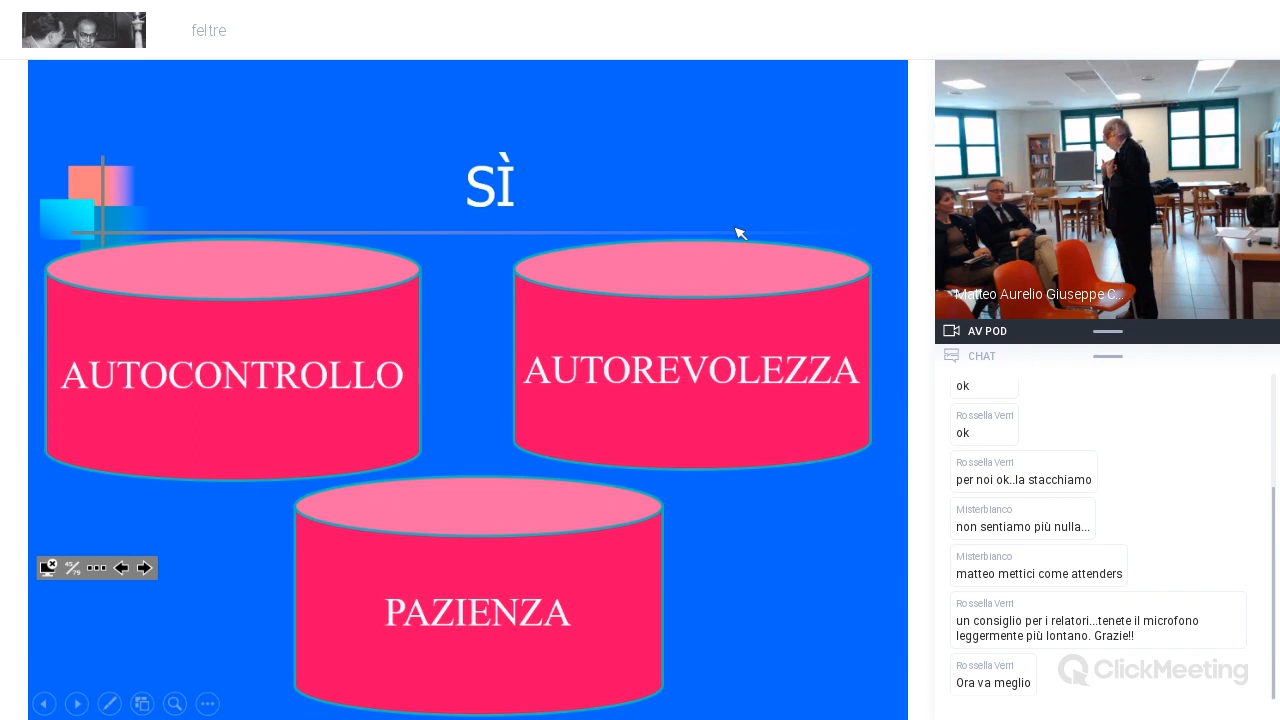 feltre
SÌ
AUTOCONTROLLO
AUTOREVOLEZZA
PAZIENZA
45/79
Matteo Aurelio Giuseppe C...
AV POD
CHAT
ok
Rossella Verri
ok
Rossella Verri
per noi ok..la stacchiamo
Misterbianco
non sentiamo più nulla...
Misterbianco
matteo mettici come attenders
Rossella Verri
un consiglio per i relatori...tenete il microfono
leggermente più lontano. Grazie!!
Rossella Verri
Ora va meglio
ClickMeeting